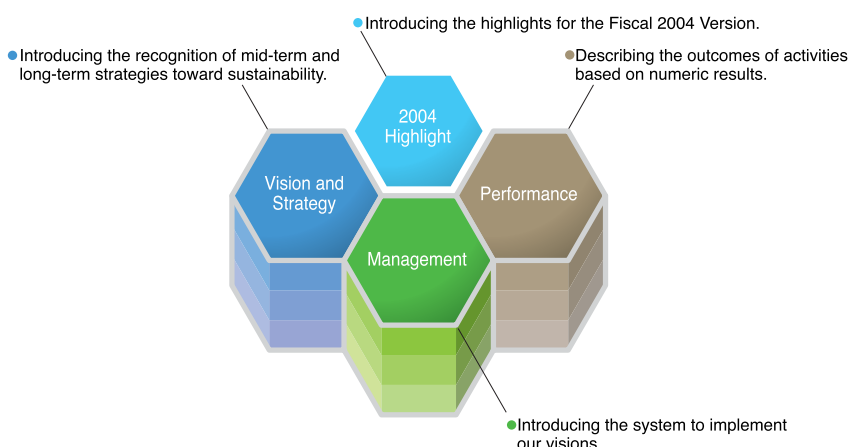 Introducing the highlights for the Fiscal 2004 Version.
Introducing the recognition of mid-term and
long-term strategies toward sustainability.
Describing the outcomes of activities
based on numeric results.
2004
Highlight
Vision and
Strategy
Performance
Management
Introducing the system to implement
our visions